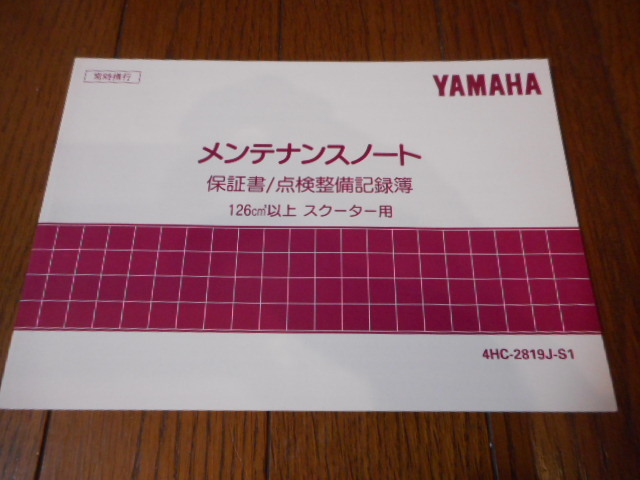 常時携行
YAMAHA
メンテナンスノート
保証書/点検整備記録簿
126cm³以上 スクーター用
4HC-2819J-S1